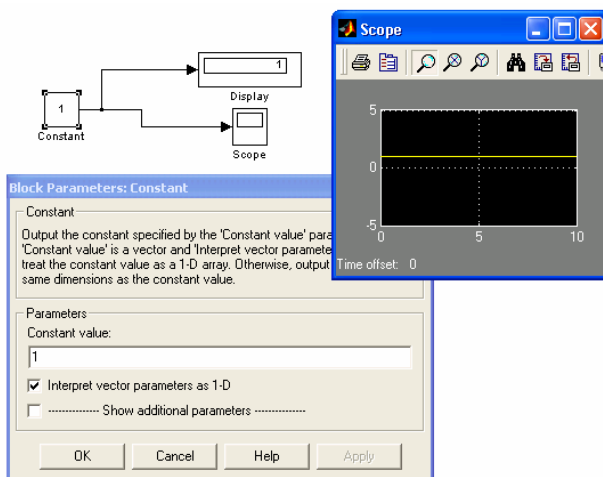 1
Display
1
Constant
Scope
Scope
5
0
-5
0
5
10
Time offset: 0
Block Parameters: Constant
Constant
Output the constant specified by the 'Constant value' para
'Constant value' is a vector and 'Interpret vector paramete
treat the constant value as a 1-D array. Otherwise, output
same dimensions as the constant value.
Parameters
Constant value:
1
Interpret vector parameters as 1-D
-------------- Show additional parameters --------------
OK
Cancel
Help
Apply